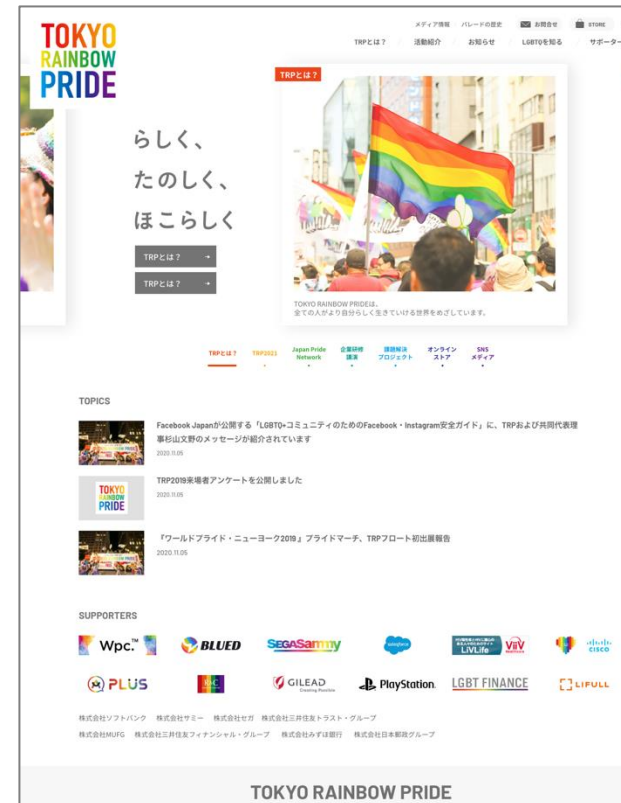 TOKYO
RAINBOW
PRIDE
メディア情報 パレードの歴史 お問合せ STORE
TRPとは？ 活動紹介 お知らせ LGBTQを知る サポーター
TRPとは？
らしく、
たのしく、
ほこらしく
TRPとは？
TRPとは？
TOKYO RAINBOW PRIDEは、
全ての人がより自分らしく生きていける世界をめざしています。
TRPとは？ TRP2021 Japan Pride Network 企業研修 講演 課題解決 プロジェクト オンライン ストア SNS メディア
TOPICS
Facebook Japanが公開する「LGBTQ+コミュニティのためのFacebook・Instagram安全ガイド」に、TRPおよび共同代表理
事杉山文野のメッセージが紹介されています
2020.11.05
TOKYO
RAINBOW
PRIDE
TRP2019来場者アンケートを公開しました
2020.11.05
『ワールドプライド・ニューヨーク2019』プライドマーチ、TRPフロート初出展報告
2020.11.05
SUPPORTERS
Wpc.™ BLUED SEGASammy salesforce LiVLife ViiV CISCO
PLUS GILEAD Creating Possible PlayStation. LGBT FINANCE LIFULL
株式会社ソフトバンク 株式会社サミー 株式会社セガ 株式会社三井住友トラスト・グループ
株式会社MUFG 株式会社三井住友フィナンシャル・グループ 株式会社みずほ銀行 株式会社日本郵政グループ
TOKYO RAINBOW PRIDE